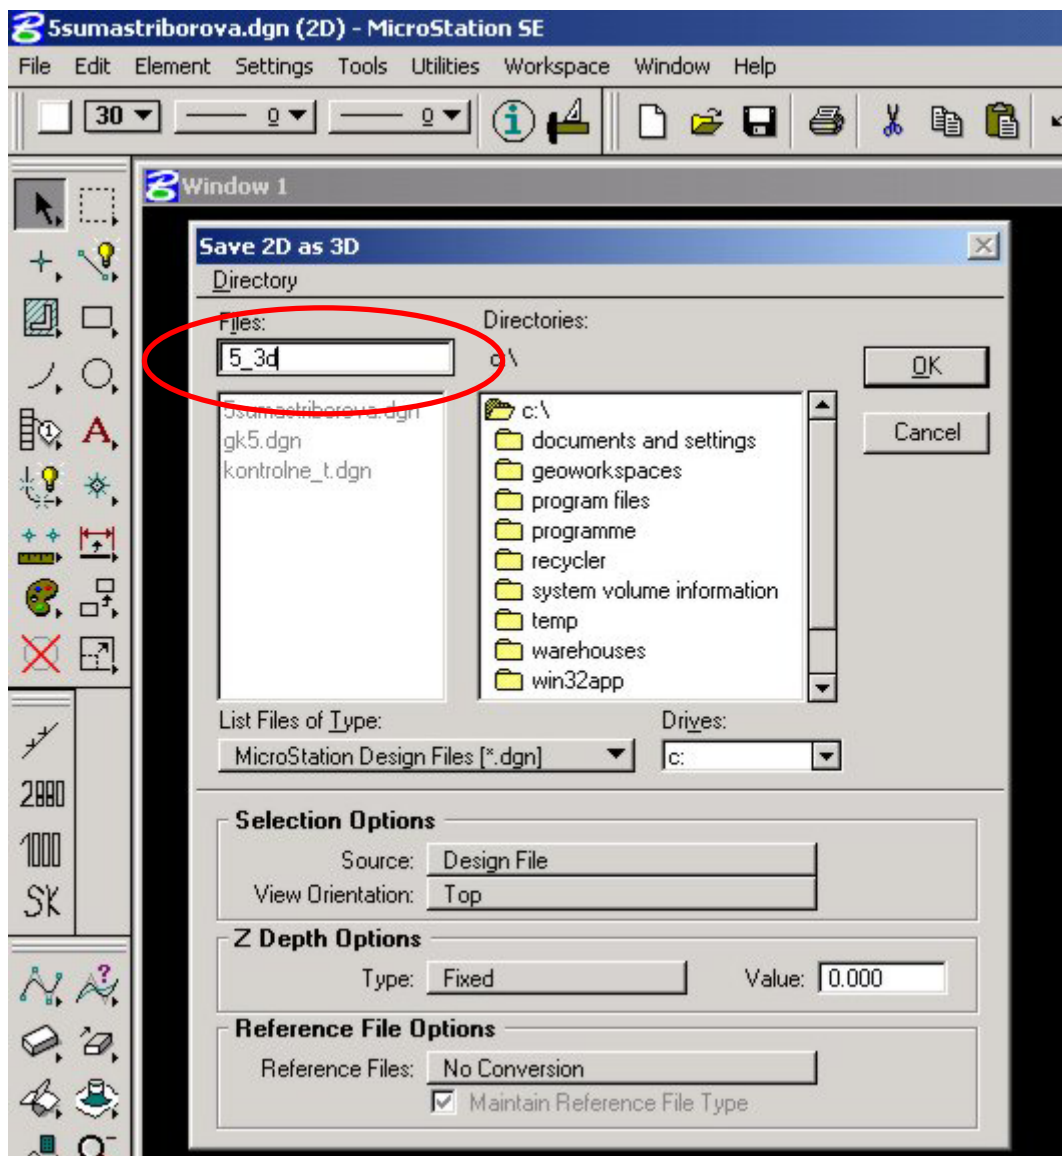 5sumastriborova.dgn (2D) - MicroStation SE
File Edit Element Settings Tools Utilities Workspace Window Help
30 0 0
Window 1
Save 2D as 3D
Directory
Files:
5_3d
5sumastriborova.dgn
gk5.dgn
kontrolne_t.dgn
Directories:
c:\
c:\
documents and settings
geoworkspaces
program files
programme
recycler
system volume information
temp
warehouses
win32app
OK
Cancel
List Files of Type:
MicroStation Design Files [*.dgn]
Drives:
c:
Selection Options
Source: Design File
View Orientation: Top
Z Depth Options
Type: Fixed Value: 0.000
Reference File Options
Reference Files: No Conversion
Maintain Reference File Type
1
A
1000
SK